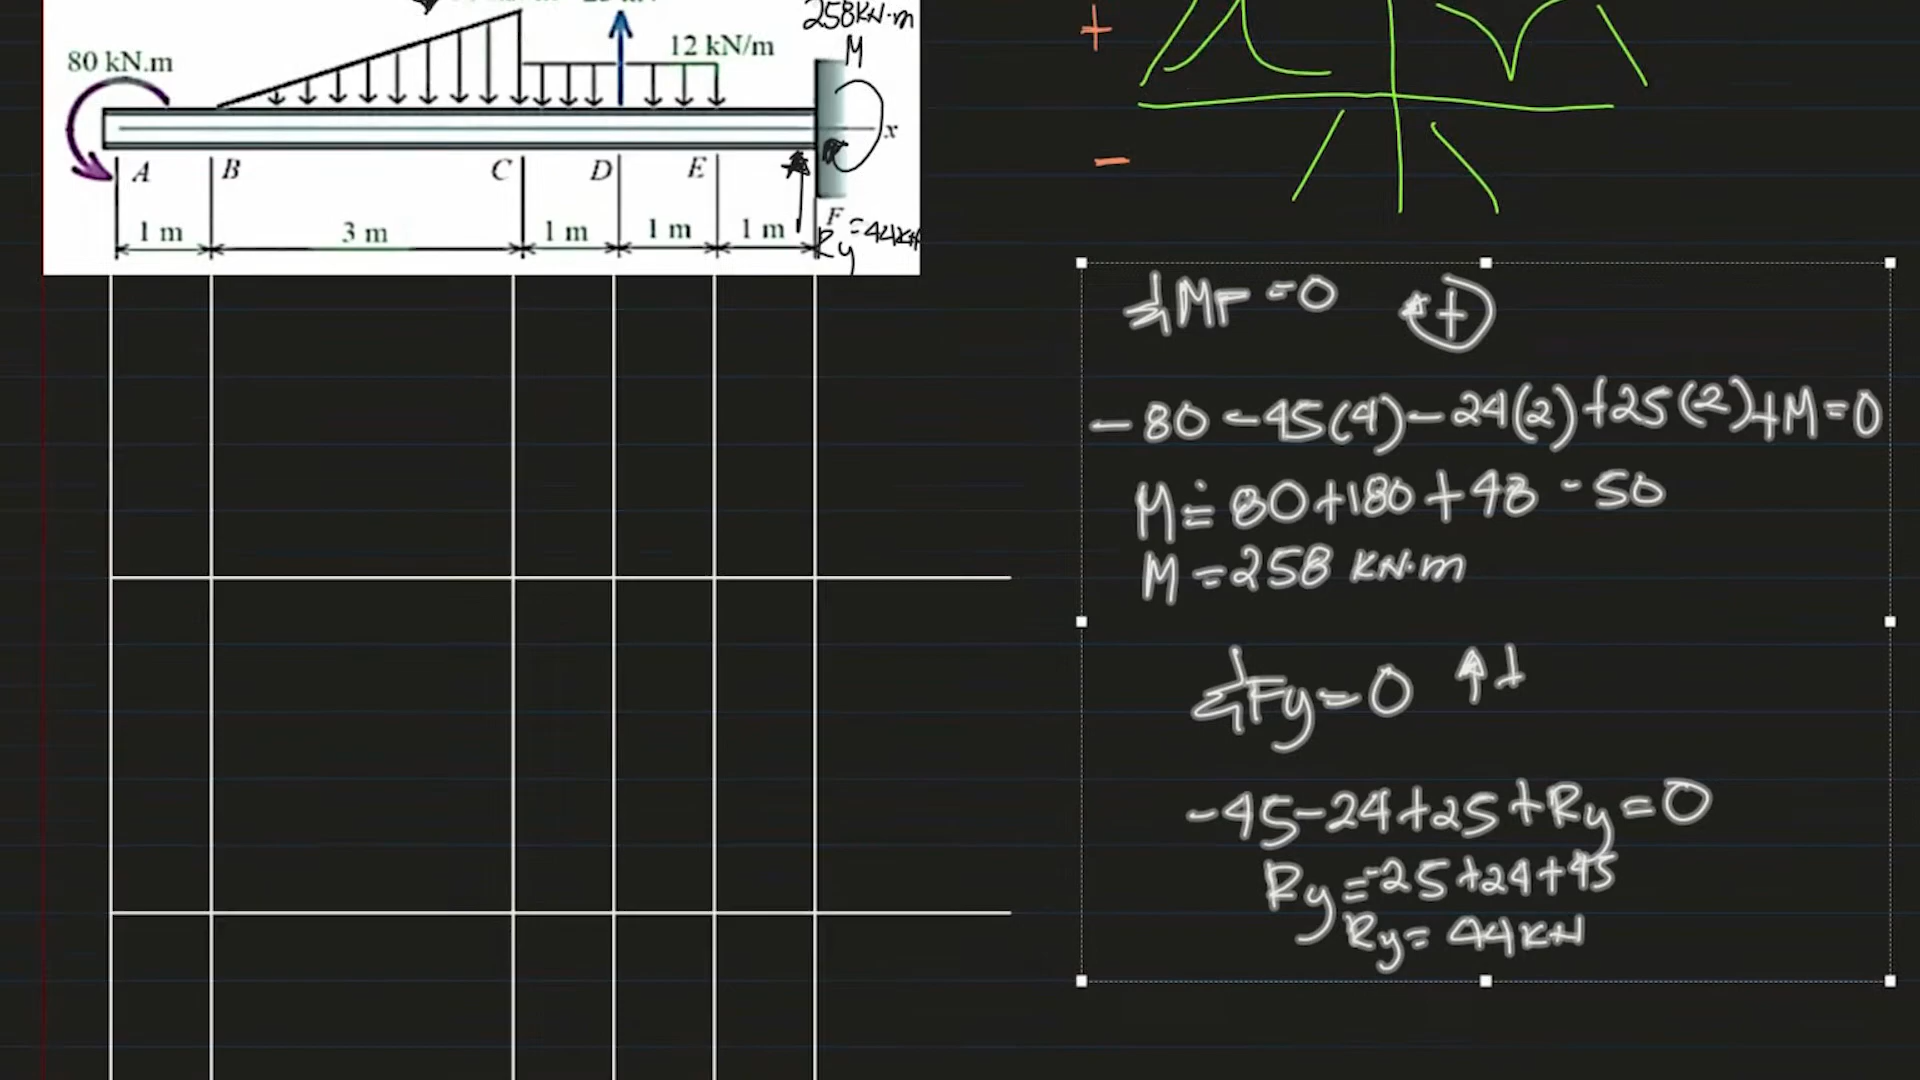 258KN·m
M
80 kN.m
12 kN/m
x
A B C D E
F
1 m 3 m 1 m 1 m 1 m
Ry = 44KN
+
-
ΣMF = 0 +
-80 - 45(4) - 24(2) + 25(2) + M = 0
M = 80 + 180 + 48 - 50
M = 258 KN·m
ΣFy = 0 ↑+
-45 - 24 + 25 + Ry = 0
Ry = -25 + 24 + 45
Ry = 44KN